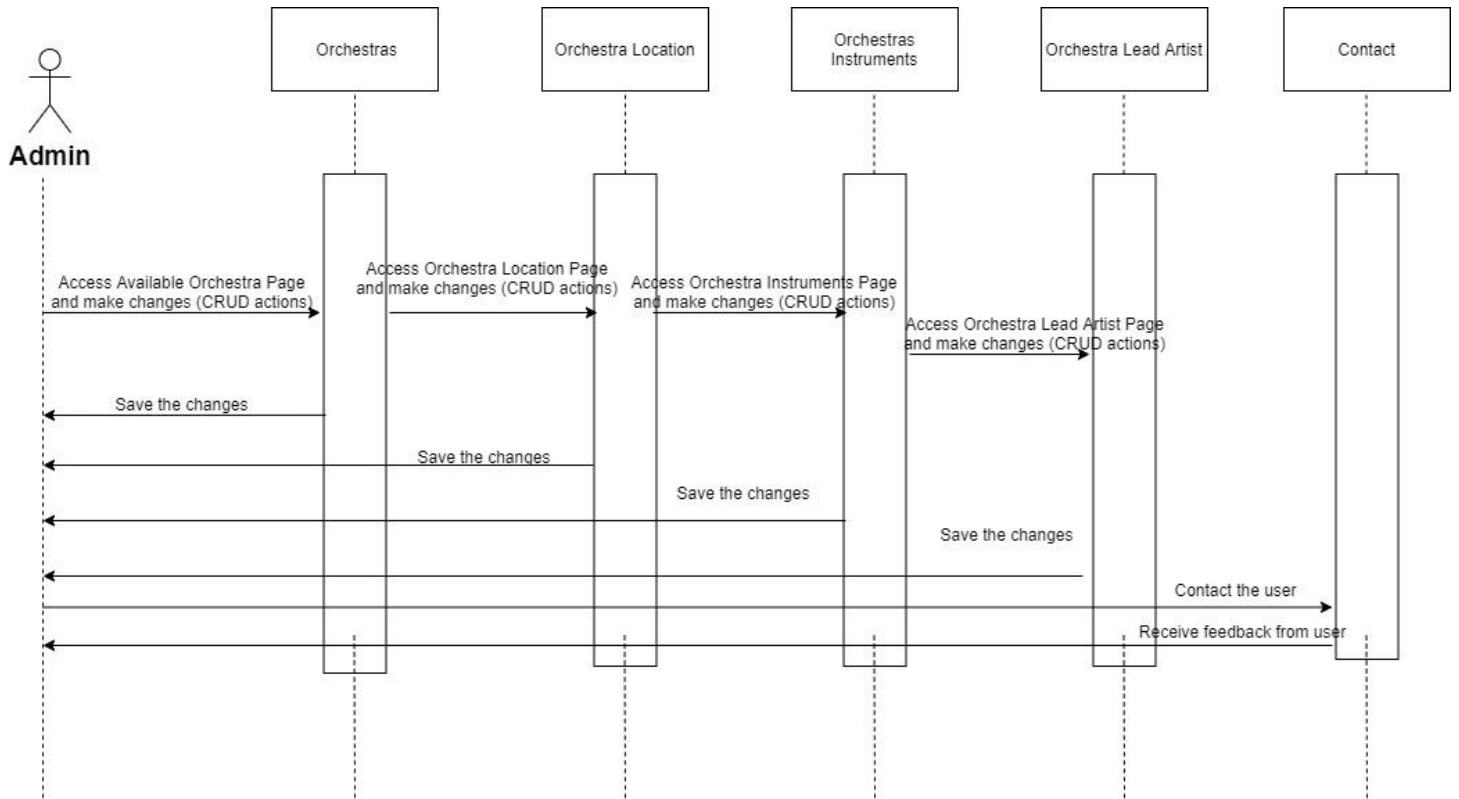 Orchestras
Orchestra Location
Orchestras
Instruments
Orchestra Lead Artist
Contact
Admin
Access Available Orchestra Page
and make changes (CRUD actions)
Access Orchestra Location Page
and make changes (CRUD actions)
Access Orchestra Instruments Page
and make changes (CRUD actions)
Access Orchestra Lead Artist Page
and make changes (CRUD actions)
Save the changes
Save the changes
Save the changes
Save the changes
Contact the user
Receive feedback from user